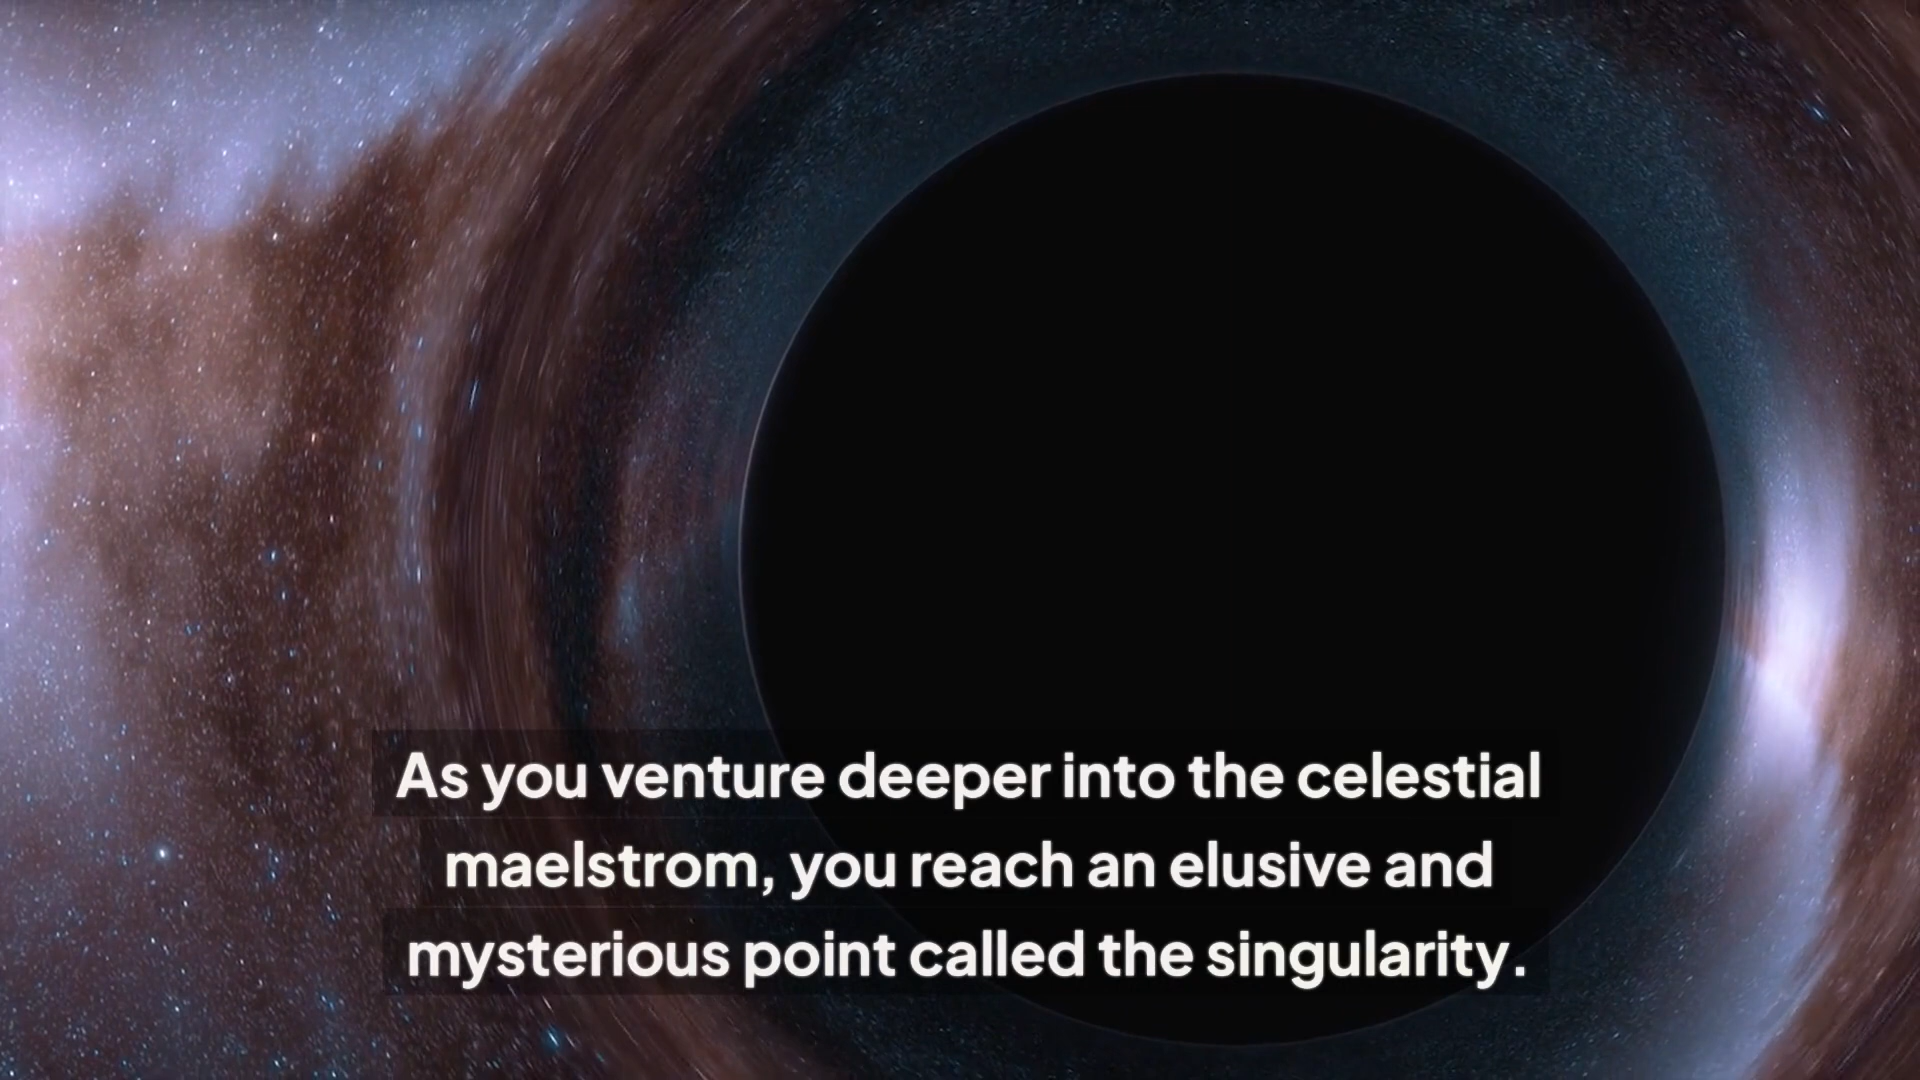 As you venture deeper into the celestial
maelstrom, you reach an elusive and
mysterious point called the singularity.